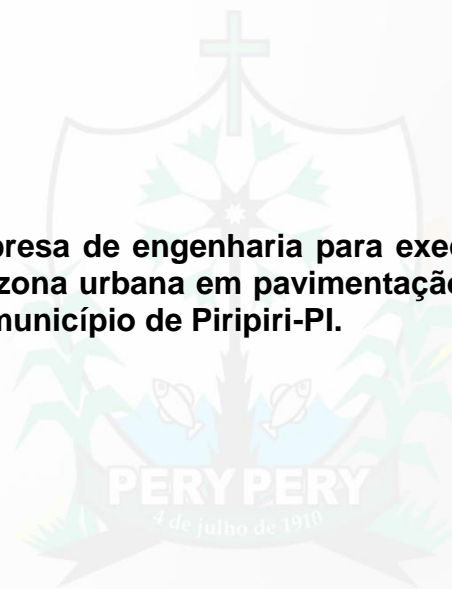 presa de engenharia para exec
zona urbana em pavimentação
município de Piripiri-PI.
PERY PERY
4 de julho de 1910